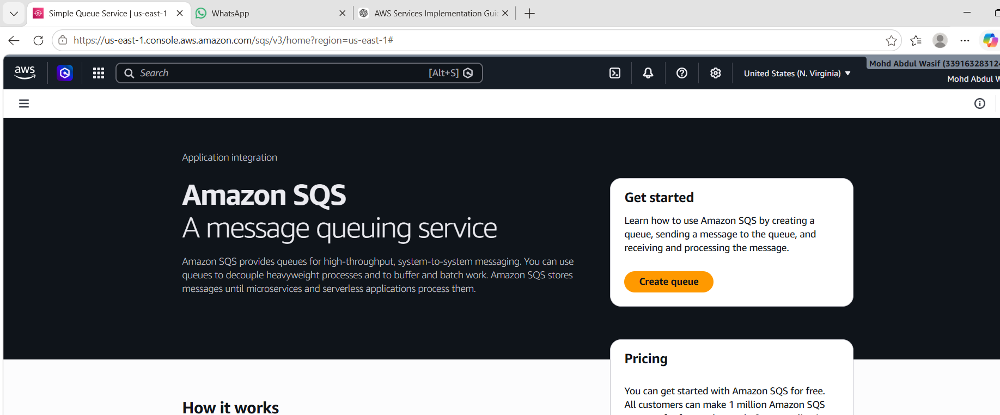 Simple Queue Service | us-east-1
WhatsApp
AWS Services Implementation Guid
https://us-east-1.console.aws.amazon.com/sqs/v3/home?region=us-east-1#
aws
Search
[Alt+S]
United States (N. Virginia)
Mohd Abdul Wasif (339163283124
Mohd Abdul W
Application integration
Amazon SQS
A message queuing service
Amazon SQS provides queues for high-throughput, system-to-system messaging. You can use
queues to decouple heavyweight processes and to buffer and batch work. Amazon SQS stores
messages until microservices and serverless applications process them.
Get started
Learn how to use Amazon SQS by creating a
queue, sending a message to the queue, and
receiving and processing the message.
Create queue
Pricing
You can get started with Amazon SQS for free.
All customers can make 1 million Amazon SQS
How it works